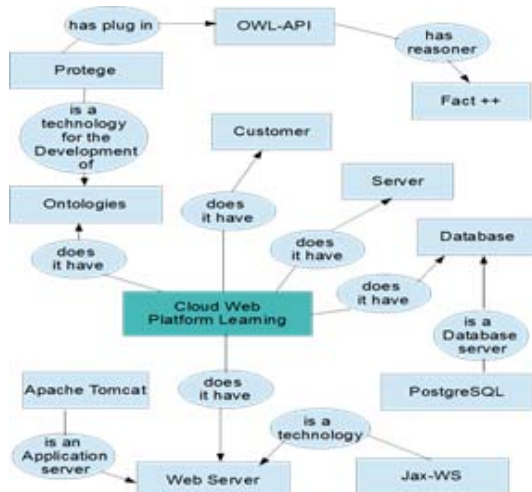 has plug in
OWL-API
has
reasoner
Protege
Fact ++
is a
technology
for the
Development
of
Customer
Server
Ontologies
does
it have
does
it have
Database
does
it have
does
it have
Cloud Web
Platform Learning
is a
Database
server
does
it have
Apache Tomcat
PostgreSQL
is a
technology
is an
Application
server
Web Server
Jax-WS